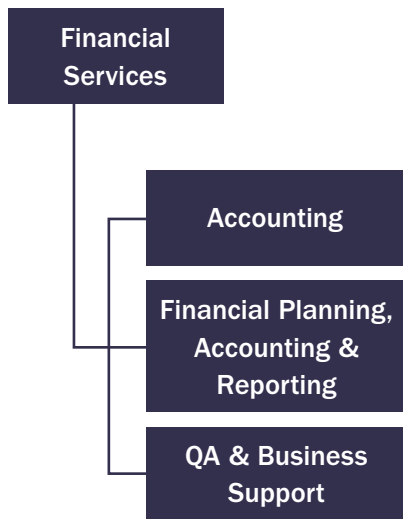 Financial
Services
Accounting
Financial Planning,
Accounting &
Reporting
QA & Business
Support